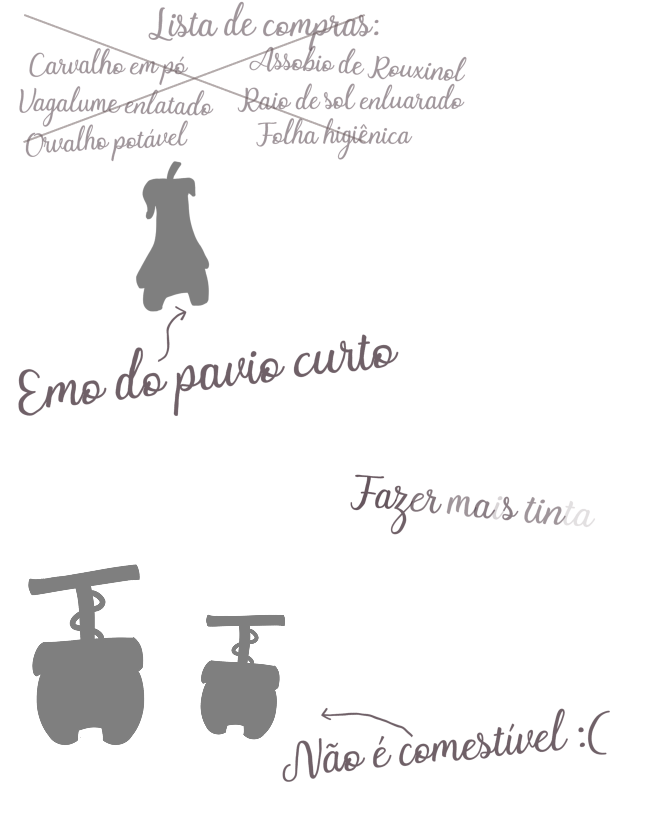 Lista de compras:
Carvalho em pó
Assobio de Rouxinol
Vagalume enlatado
Raio de sol enluarado
Orvalho potável
Folha higiênica
Emo do pavio curto
Fazer mais tinta
Não é comestível :(